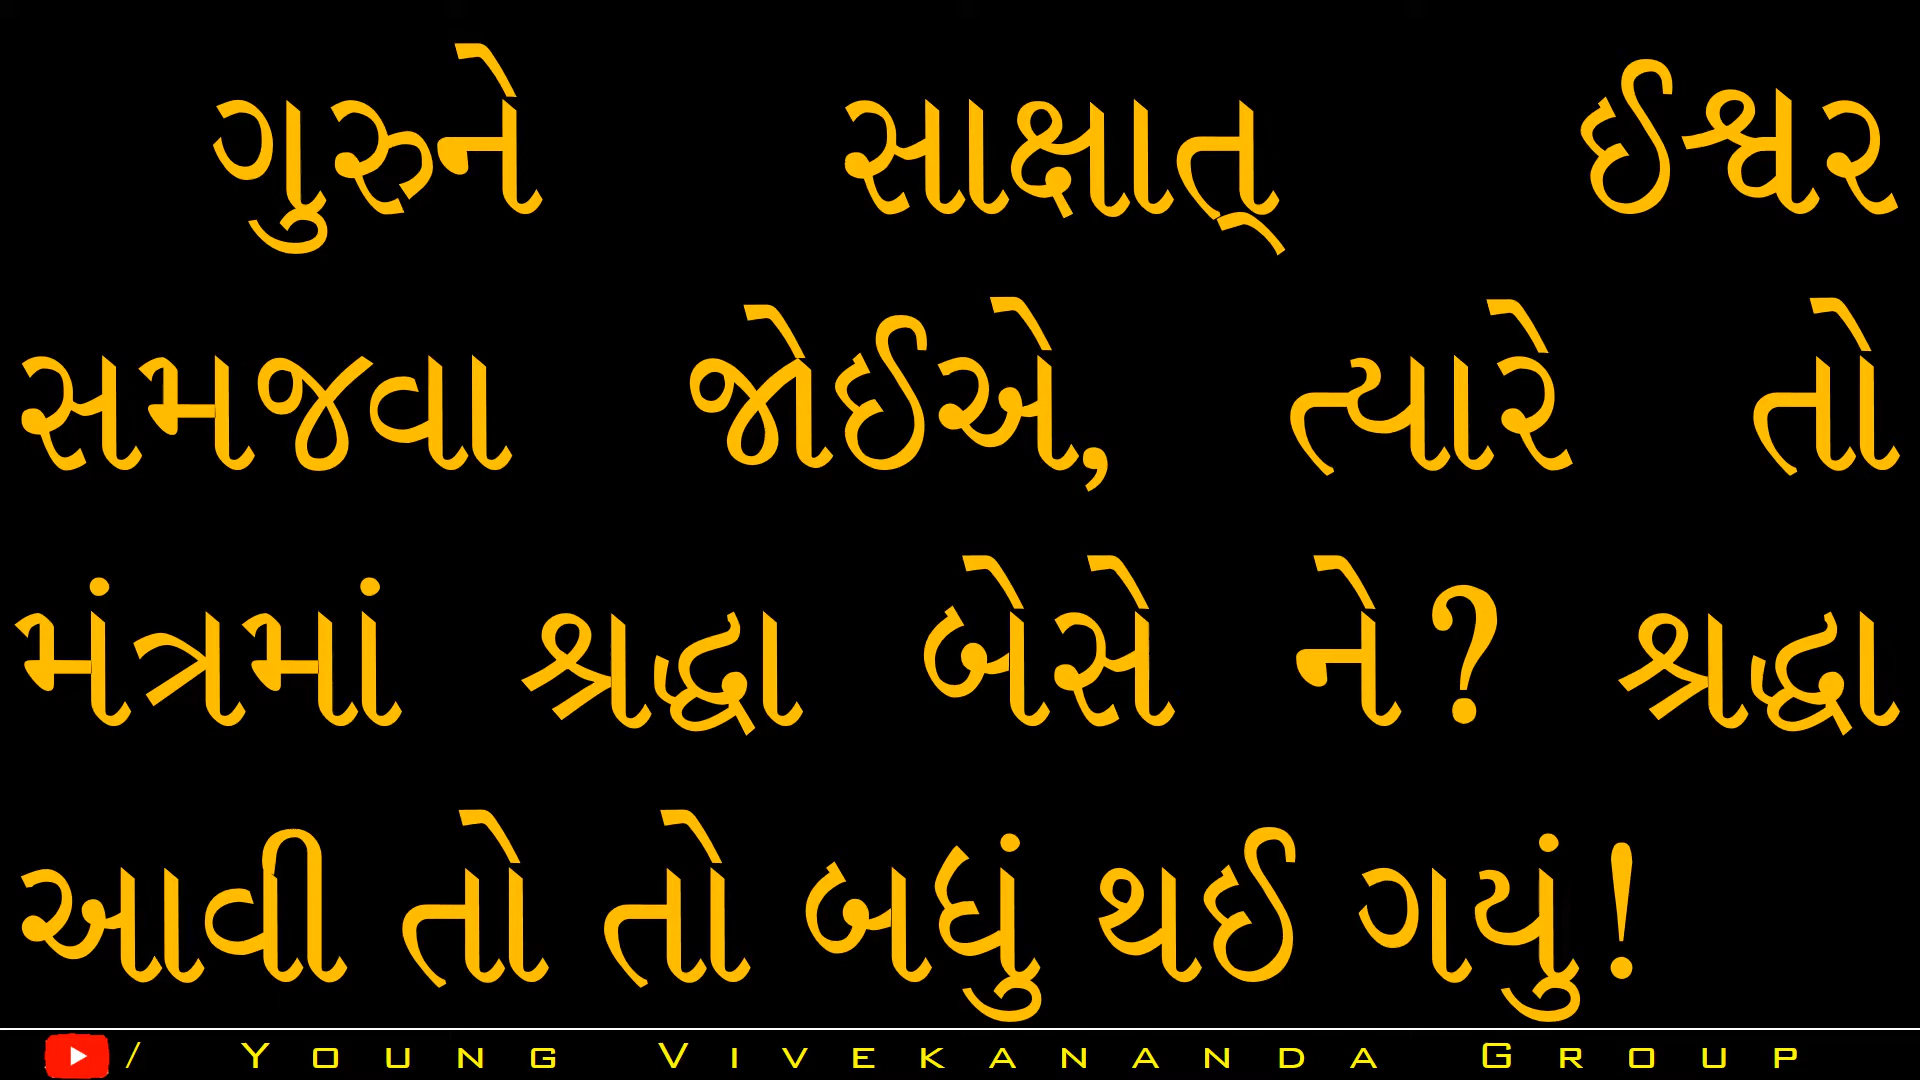 ગુરુને સાક્ષાત્ ઈશ્વર
સમજવા જોઈએ, ત્યારે તો
મંત્રમાં શ્રદ્ધા બેસે ને? શ્રદ્ધા
આવી તો તો બધું થઈ ગયું!
/ Young Vivekananda Group